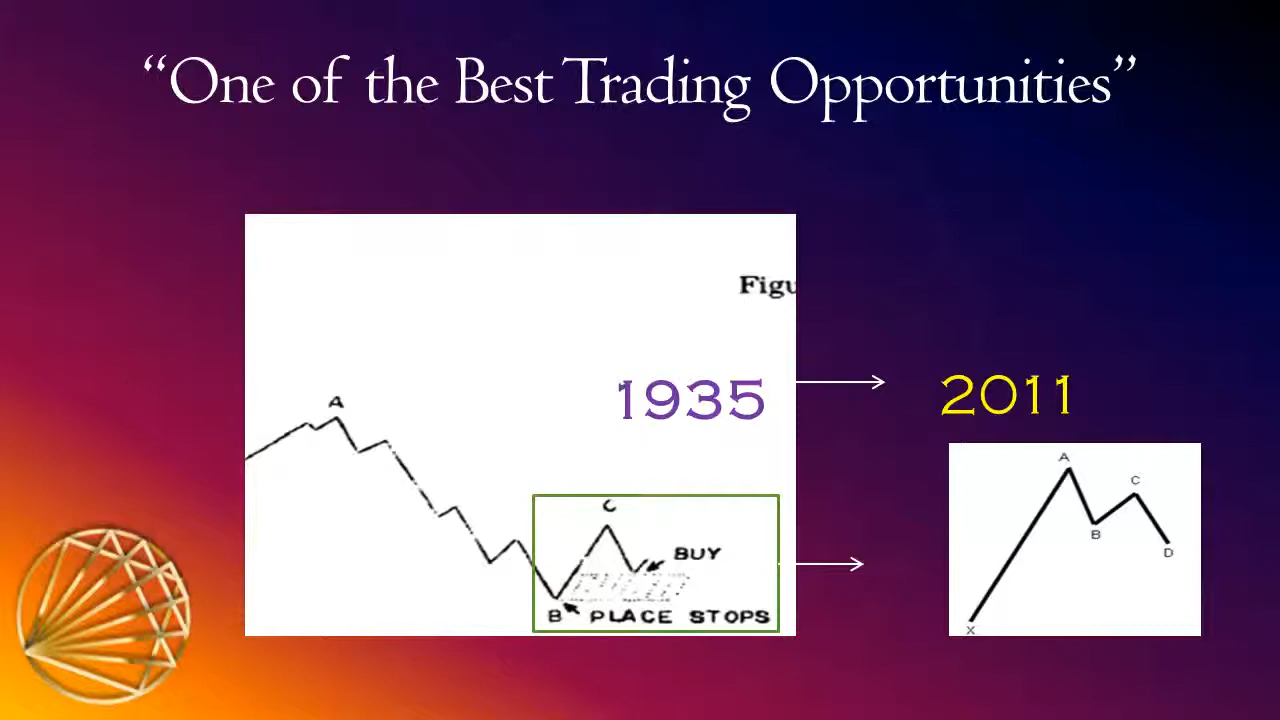 “One of the Best Trading Opportunities”
Figu
1935
2011
A
C
BUY
B
PLACE STOPS
A
C
B
D
X